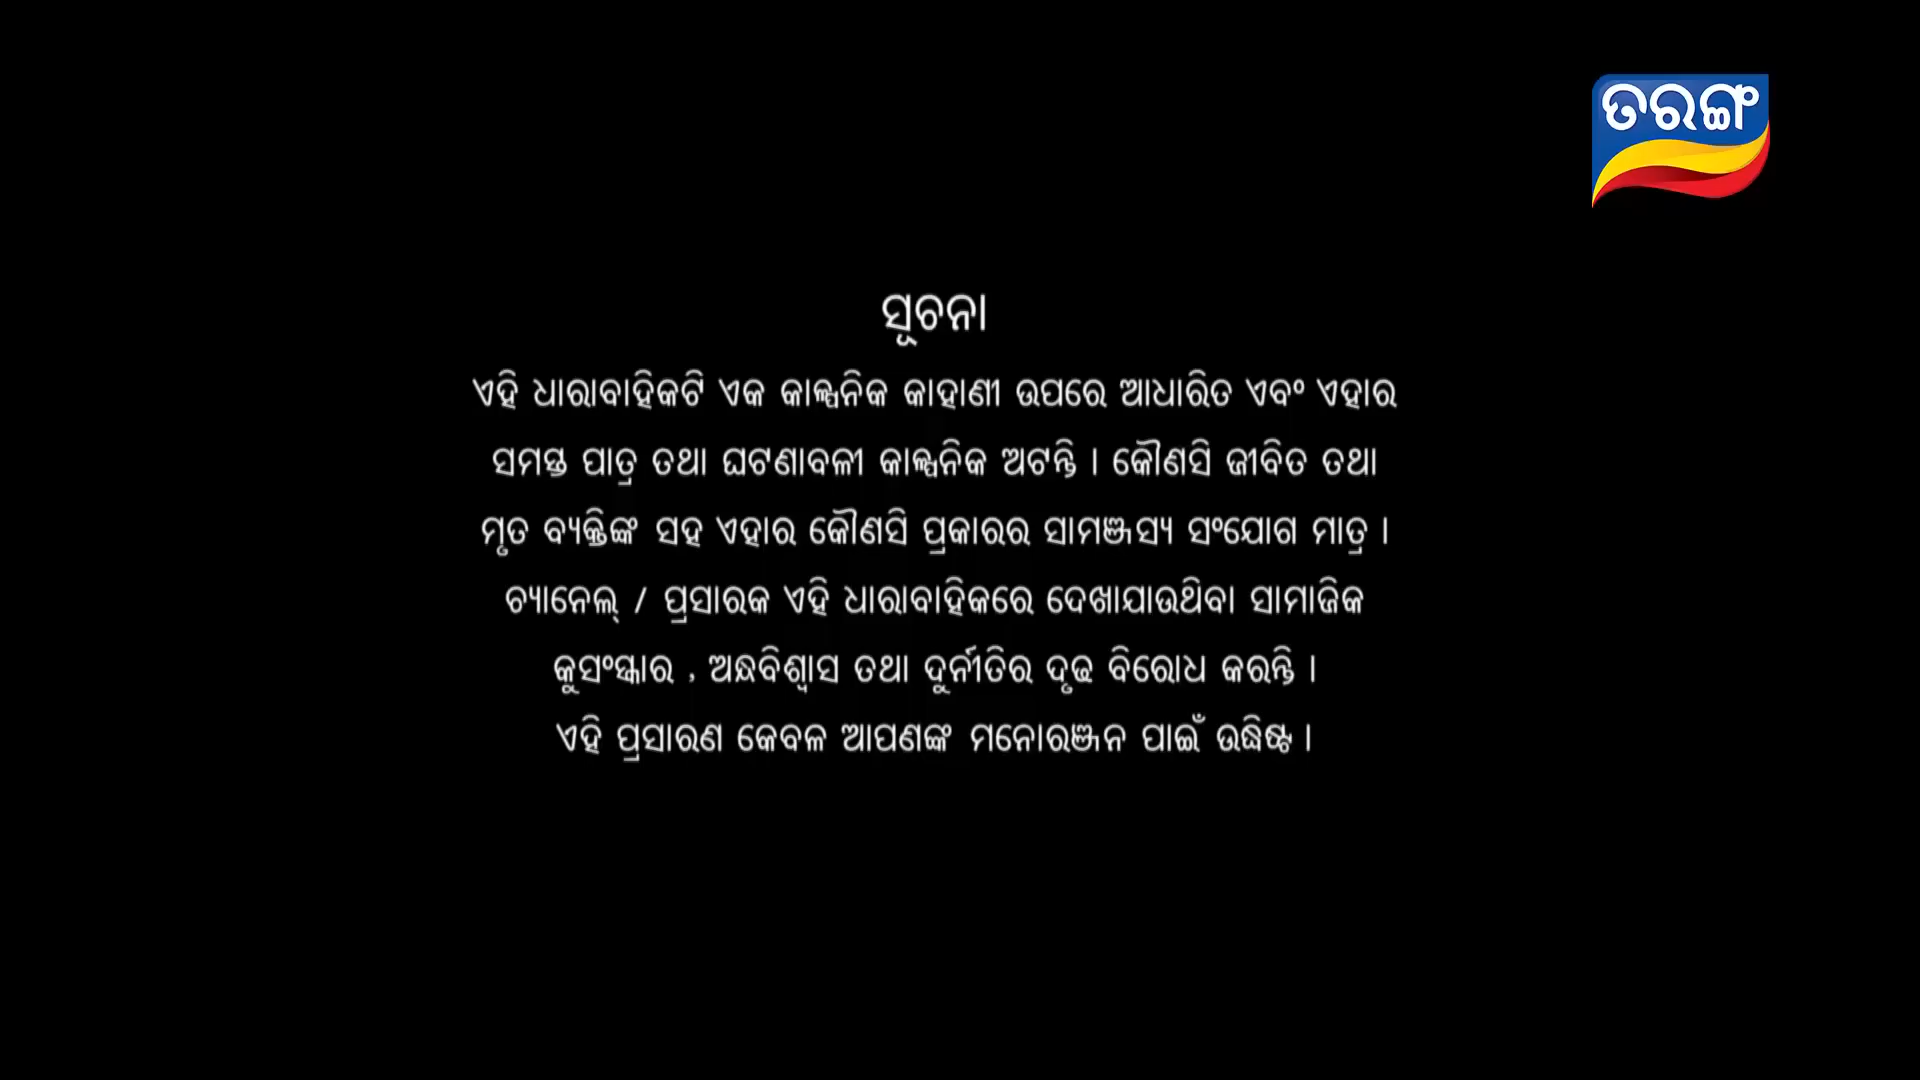 ତରଙ୍ଗ
ସୂଚନା
ଏହି ଧାରାବାହିକଟି ଏକ କାଳ୍ପନିକ କାହାଣୀ ଉପରେ ଆଧାରିତ ଏବଂ ଏହାର
ସମସ୍ତ ପାତ୍ର ତଥା ଘଟଣାବଳୀ କାଳ୍ପନିକ ଅଟନ୍ତି । କୌଣସି ଜୀବିତ ତଥା
ମୃତ ବ୍ୟକ୍ତିଙ୍କ ସହ ଏହାର କୌଣସି ପ୍ରକାରର ସାମଞ୍ଜସ୍ୟ ସଂଯୋଗ ମାତ୍ର ।
ଚ୍ୟାନେଲ୍ / ପ୍ରସାରକ ଏହି ଧାରାବାହିକରେ ଦେଖାଯାଉଥିବା ସାମାଜିକ
କୁସଂସ୍କାର , ଅନ୍ଧବିଶ୍ୱାସ ତଥା ଦୁର୍ନୀତିର ଦୃଢ ବିରୋଧ କରନ୍ତି ।
ଏହି ପ୍ରସାରଣ କେବଳ ଆପଣଙ୍କ ମନୋରଞ୍ଜନ ପାଇଁ ଉଦ୍ଧିଷ୍ଟ ।